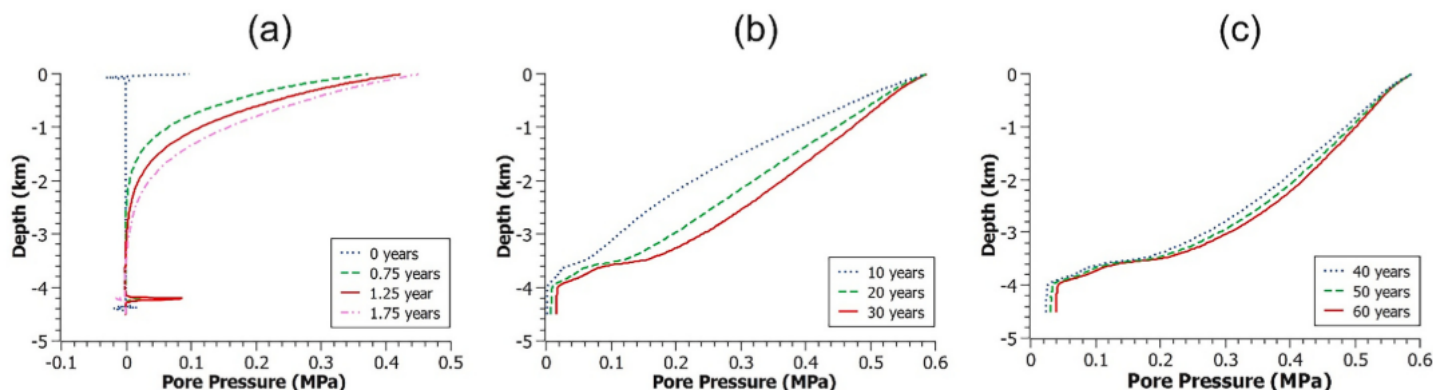 (a)
0
-1
-2
-3
-4
-5
Depth (km)
-0.1
0
0.1
0.2
0.3
0.4
0.5
Pore Pressure (MPa)
0 years
0.75 years
1.25 year
1.75 years
(b)
0
-1
-2
-3
-4
-5
Depth (km)
0
0.1
0.2
0.3
0.4
0.5
0.6
Pore Pressure (MPa)
10 years
20 years
30 years
(c)
0
-1
-2
-3
-4
-5
Depth (km)
0
0.1
0.2
0.3
0.4
0.5
0.6
Pore Pressure (MPa)
40 years
50 years
60 years